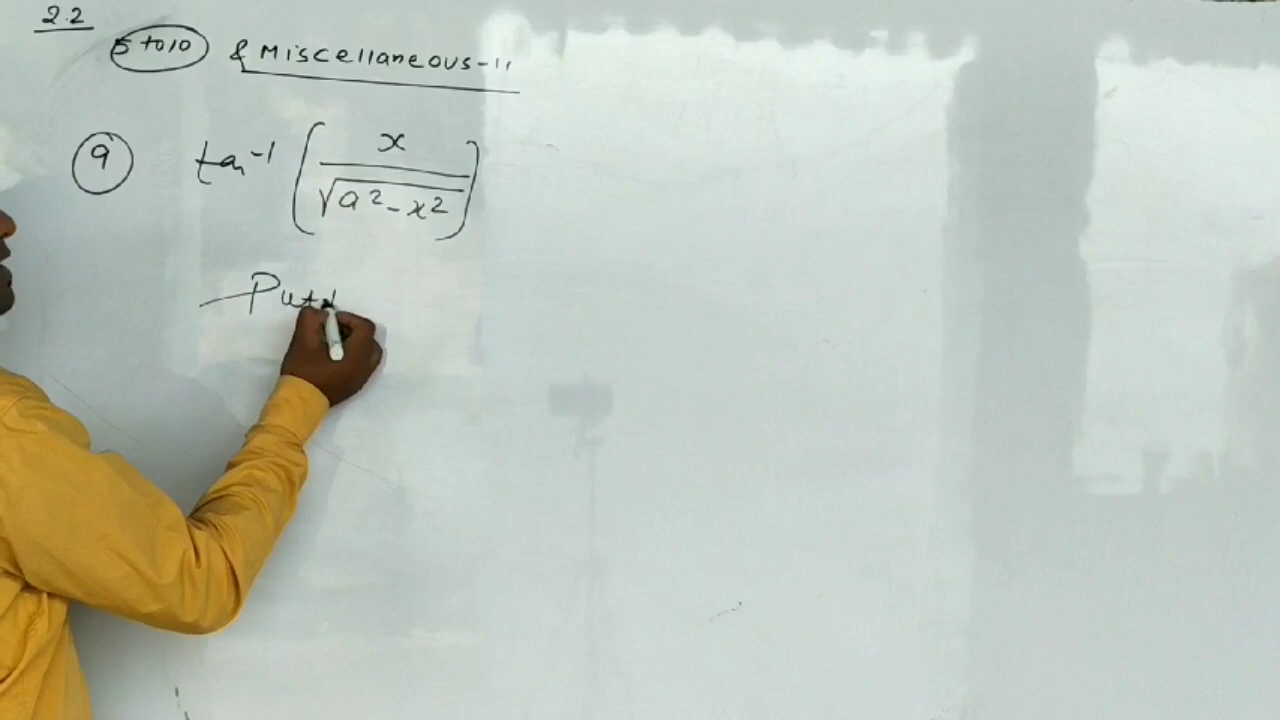 2.2
5 to 10 & Miscellaneous-11
9 tan⁻¹ ( x / √a² - x² )
Put